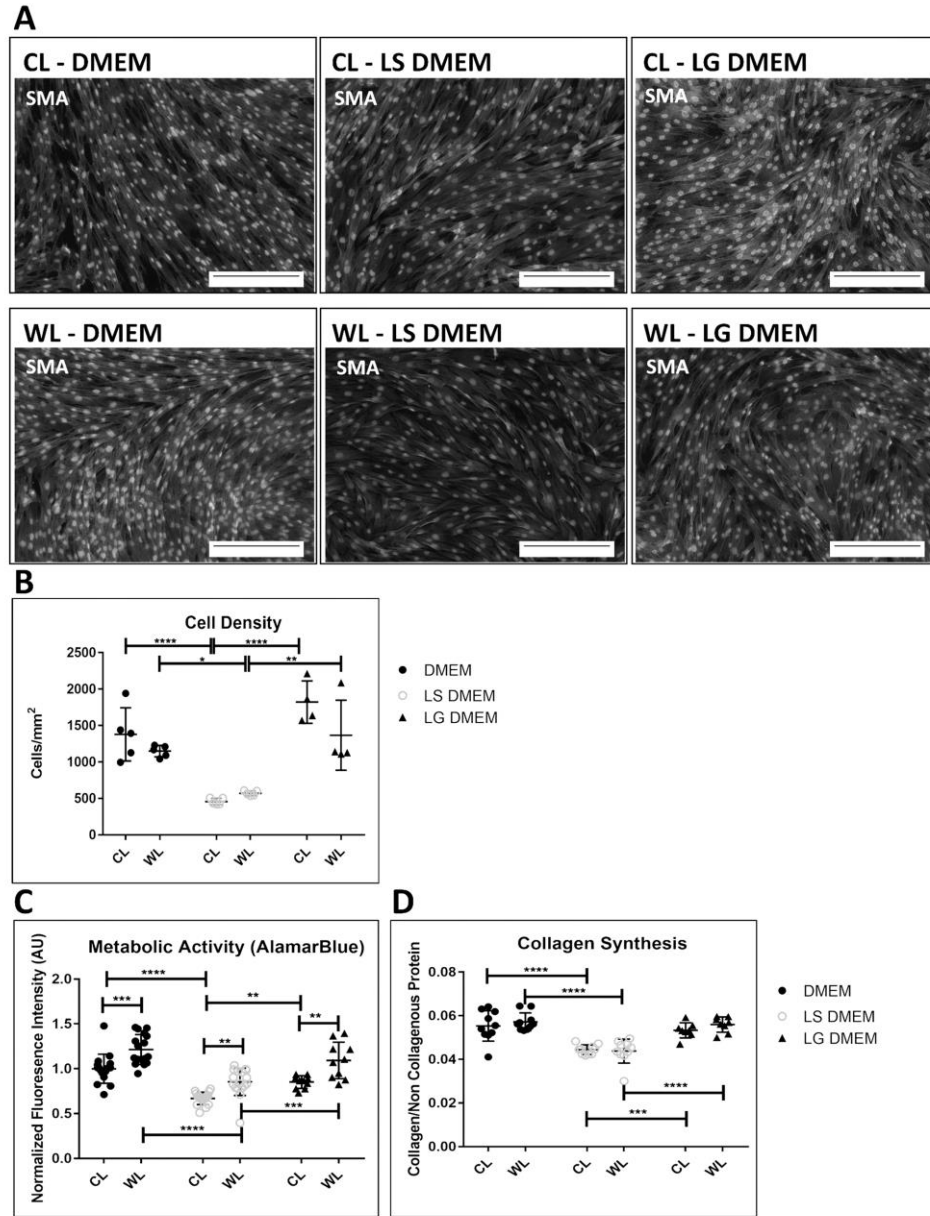 A
CL - DMEM
SMA
CL - LS DMEM
SMA
CL - LG DMEM
SMA
WL - DMEM
SMA
WL - LS DMEM
SMA
WL - LG DMEM
SMA
B
Cell Density
**** ****
* **
2500
2000
1500
1000
500
0
Cells/mm²
CL WL CL WL CL WL
DMEM
LS DMEM
LG DMEM
C
Metabolic Activity (AlamarBlue)
Normalized Fluoresence Intensity (AU)
2.0
1.5
1.0
0.5
0.0
****
***
**
**
**
***
****
CL WL CL WL CL WL
D
Collagen Synthesis
Collagen/Non Collagenous Protein
0.08
0.06
0.04
0.02
0.00
****
****
****
***
CL WL CL WL CL WL
DMEM
LS DMEM
LG DMEM